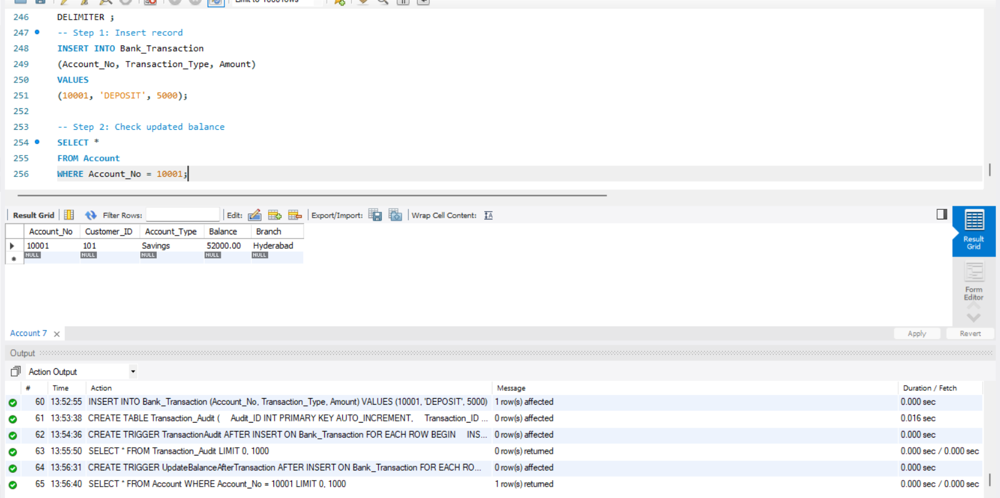 Limit to 1000 rows
246 DELIMITER ;
247 -- Step 1: Insert record
248 INSERT INTO Bank_Transaction
249 (Account_No, Transaction_Type, Amount)
250 VALUES
251 (10001, 'DEPOSIT', 5000);
252
253 -- Step 2: Check updated balance
254 SELECT *
255 FROM Account
256 WHERE Account_No = 10001;
Result Grid Filter Rows: Edit: Export/Import: Wrap Cell Content:
Account_No Customer_ID Account_Type Balance Branch
10001 101 Savings 52000.00 Hyderabad
NULL NULL NULL NULL NULL
Result
Grid
Form
Editor
Account 7 Apply Revert
Output
Action Output
# Time Action Message Duration / Fetch
60 13:52:55 INSERT INTO Bank_Transaction (Account_No, Transaction_Type, Amount) VALUES (10001, 'DEPOSIT', 5000) 1 row(s) affected 0.000 sec
61 13:53:38 CREATE TABLE Transaction_Audit ( Audit_ID INT PRIMARY KEY AUTO_INCREMENT, Transaction_ID ... 0 row(s) affected 0.016 sec
62 13:54:36 CREATE TRIGGER TransactionAudit AFTER INSERT ON Bank_Transaction FOR EACH ROW BEGIN INS... 0 row(s) affected 0.000 sec
63 13:55:50 SELECT * FROM Transaction_Audit LIMIT 0, 1000 0 row(s) returned 0.000 sec / 0.000 sec
64 13:56:31 CREATE TRIGGER UpdateBalanceAfterTransaction AFTER INSERT ON Bank_Transaction FOR EACH RO... 0 row(s) affected 0.000 sec
65 13:56:40 SELECT * FROM Account WHERE Account_No = 10001 LIMIT 0, 1000 1 row(s) returned 0.000 sec / 0.000 sec